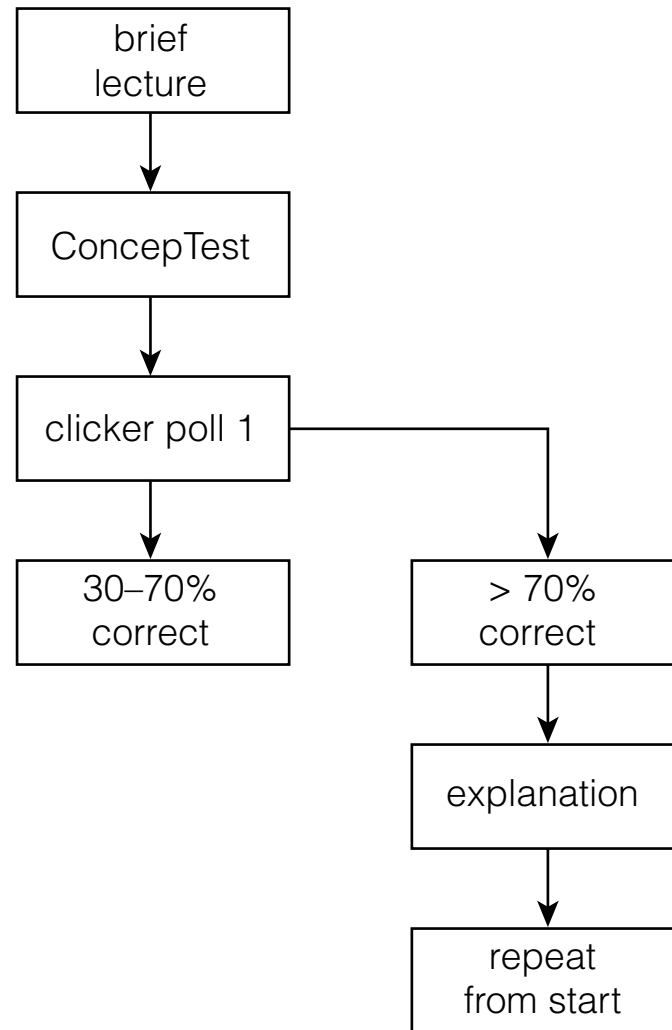 brief
lecture
ConcepTest
clicker poll 1
30–70%
correct
> 70%
correct
explanation
repeat
from start